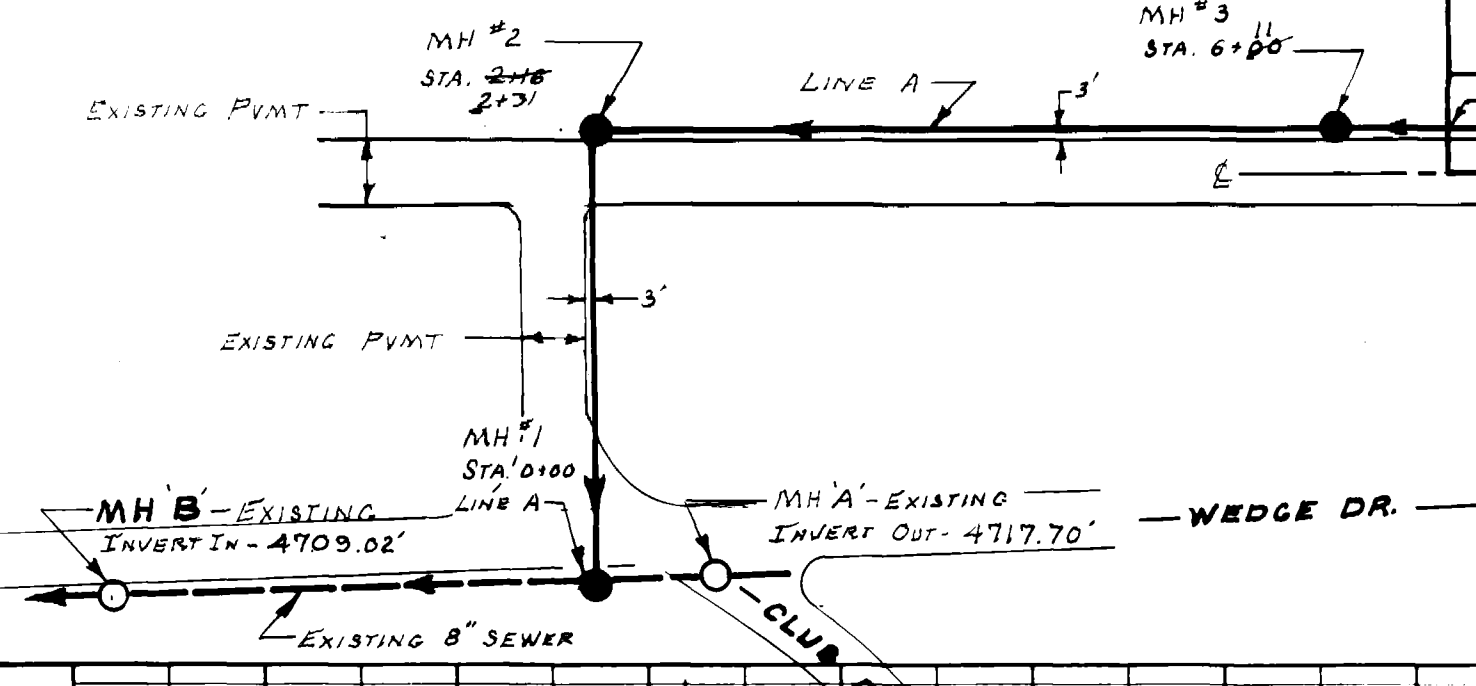 MH #2
STA. 2+16
2+31
MH #3
11
STA. 6+00
LINE A
3'
EXISTING PVMT
℄
3'
EXISTING PVMT
MH #1
STA. 0+00
LINE A
MH 'B' - EXISTING
INVERT IN - 4709.02'
MH 'A' - EXISTING
INVERT OUT - 4717.70'
WEDGE DR.
CLUB
EXISTING 8" SEWER